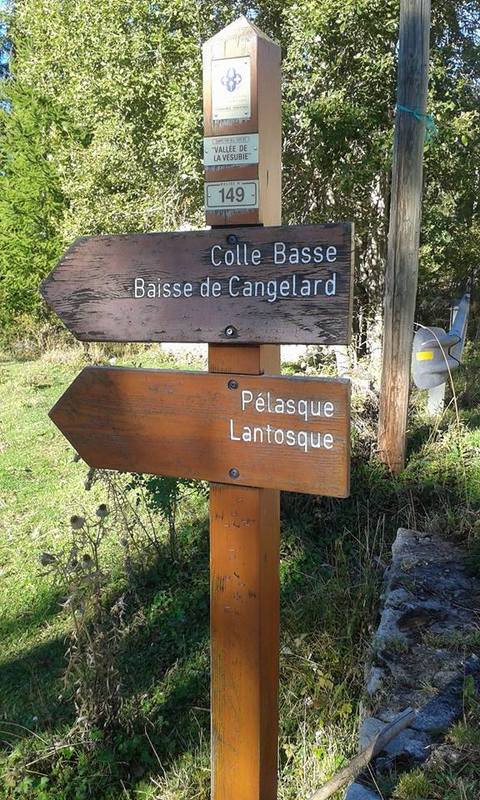 "VALLÉE DE
LA VÉSUBIE"
149
Colle Basse
Baisse de Cangelard
Pélasque
Lantosque